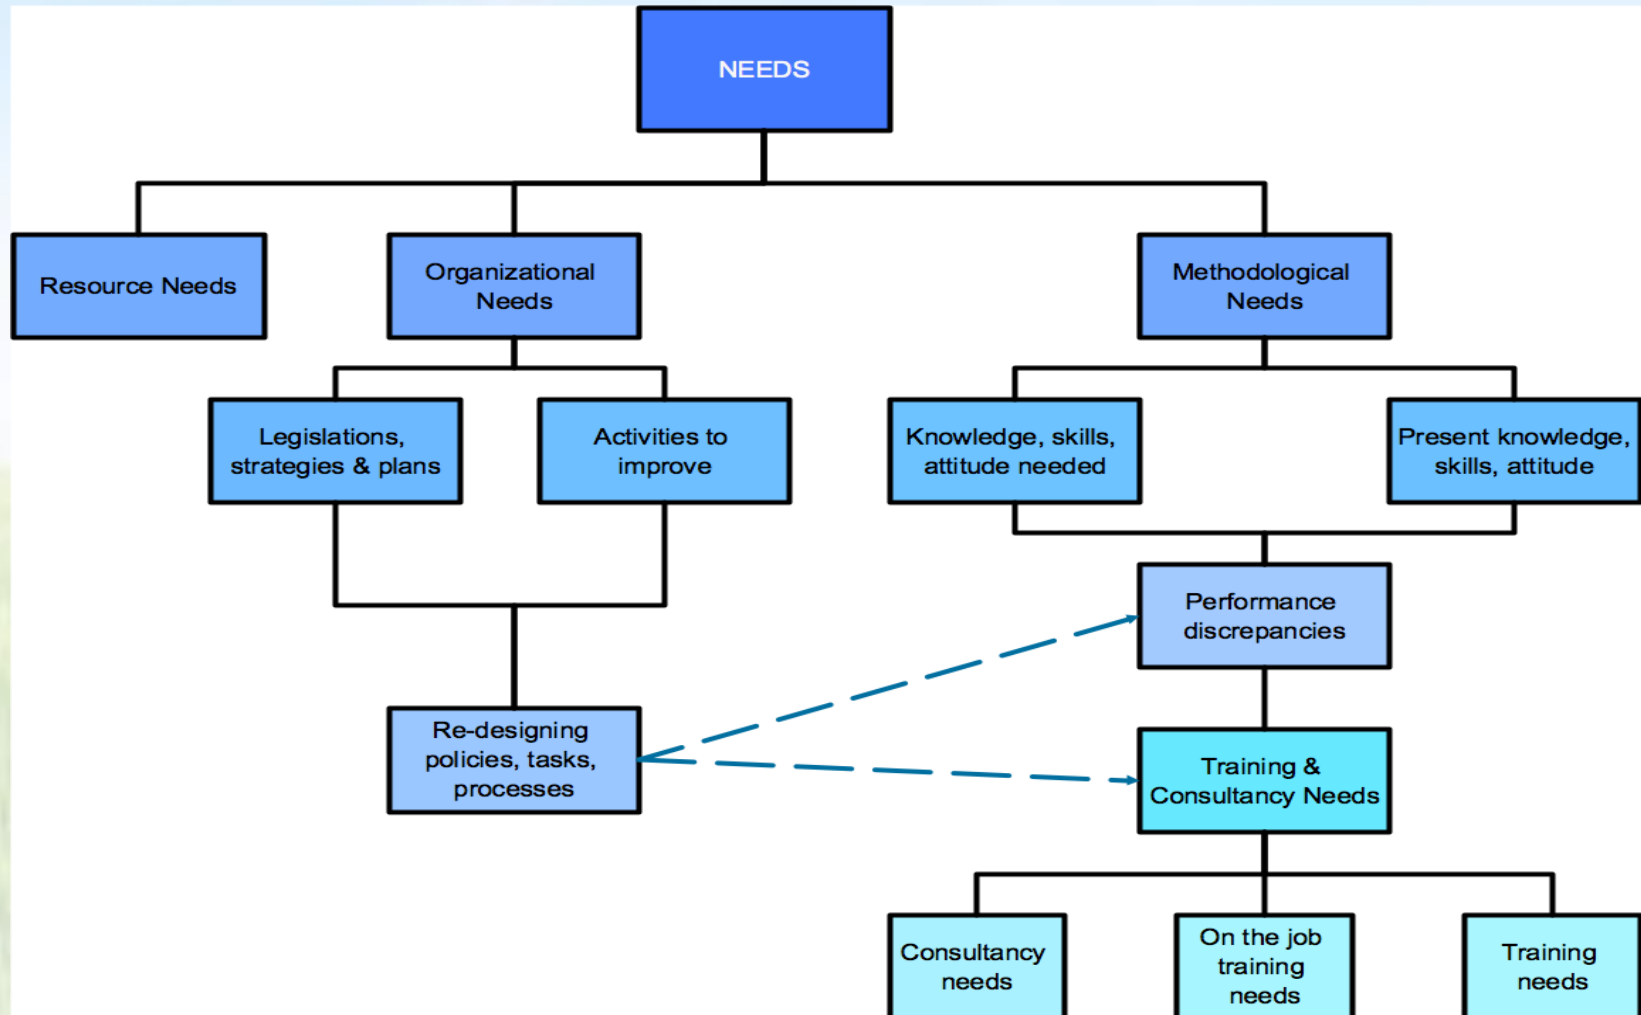 NEEDS
Resource Needs
Organizational
Needs
Methodological
Needs
Legislations,
strategies & plans
Activities to
improve
Knowledge, skills,
attitude needed
Present knowledge,
skills, attitude
Performance
discrepancies
Re-designing
policies, tasks,
processes
Training &
Consultancy Needs
Consultancy
needs
On the job
training
needs
Training
needs